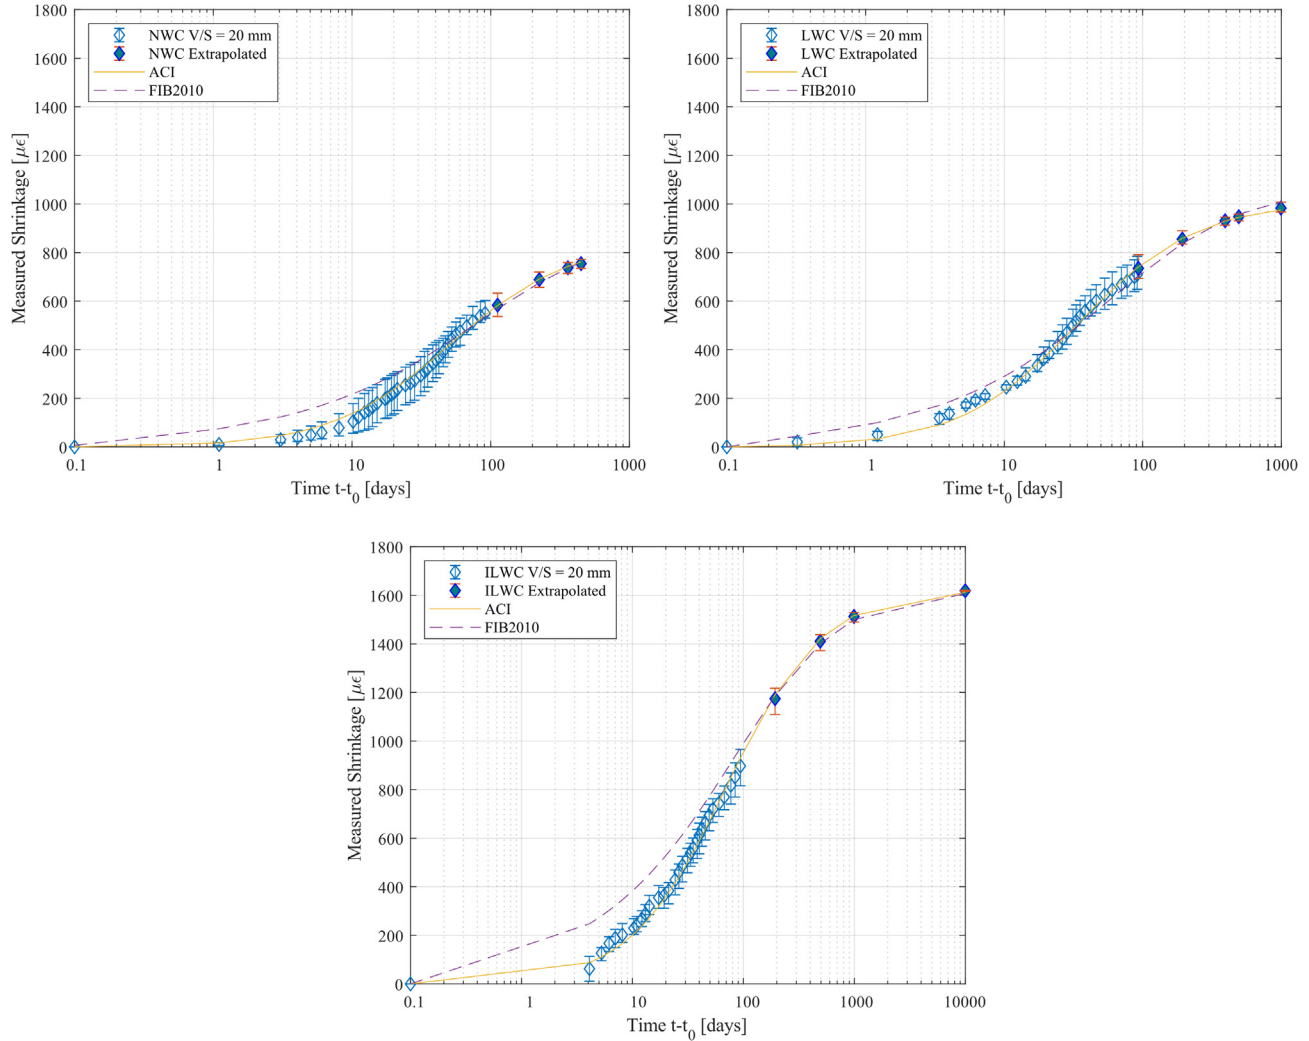 1800
1600
1400
1200
1000
800
600
400
200
0
0.1
1
10
100
1000
Measured Shrinkage [με]
Time t-t0 [days]
NWC V/S = 20 mm
NWC Extrapolated
ACI
FIB2010
1800
1600
1400
1200
1000
800
600
400
200
0
0.1
1
10
100
1000
Measured Shrinkage [με]
Time t-t0 [days]
LWC V/S = 20 mm
LWC Extrapolated
ACI
FIB2010
1800
1600
1400
1200
1000
800
600
400
200
0
0.1
1
10
100
1000
10000
Measured Shrinkage [με]
Time t-t0 [days]
ILWC V/S = 20 mm
ILWC Extrapolated
ACI
FIB2010